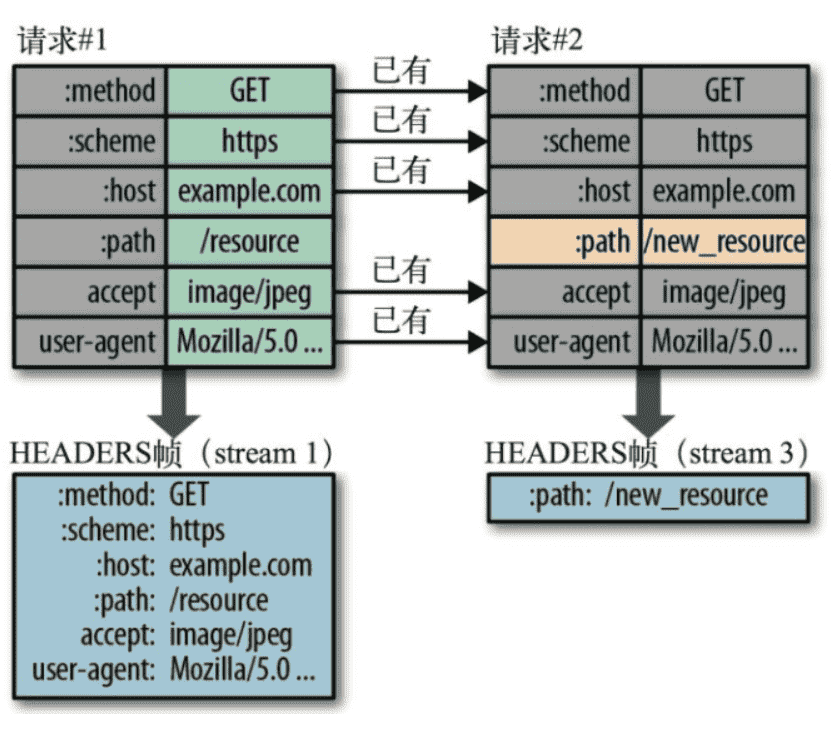 请求#1
:method GET
:scheme https
:host example.com
:path /resource
accept image/jpeg
user-agent Mozilla/5.0 ...
已有
已有
已有
已有
已有
请求#2
:method GET
:scheme https
:host example.com
:path /new_resource
accept image/jpeg
user-agent Mozilla/5.0 ...
HEADERS帧（stream 1）
:method: GET
:scheme: https
:host: example.com
:path: /resource
accept: image/jpeg
user-agent: Mozilla/5.0 ...
HEADERS帧（stream 3）
:path: /new_resource